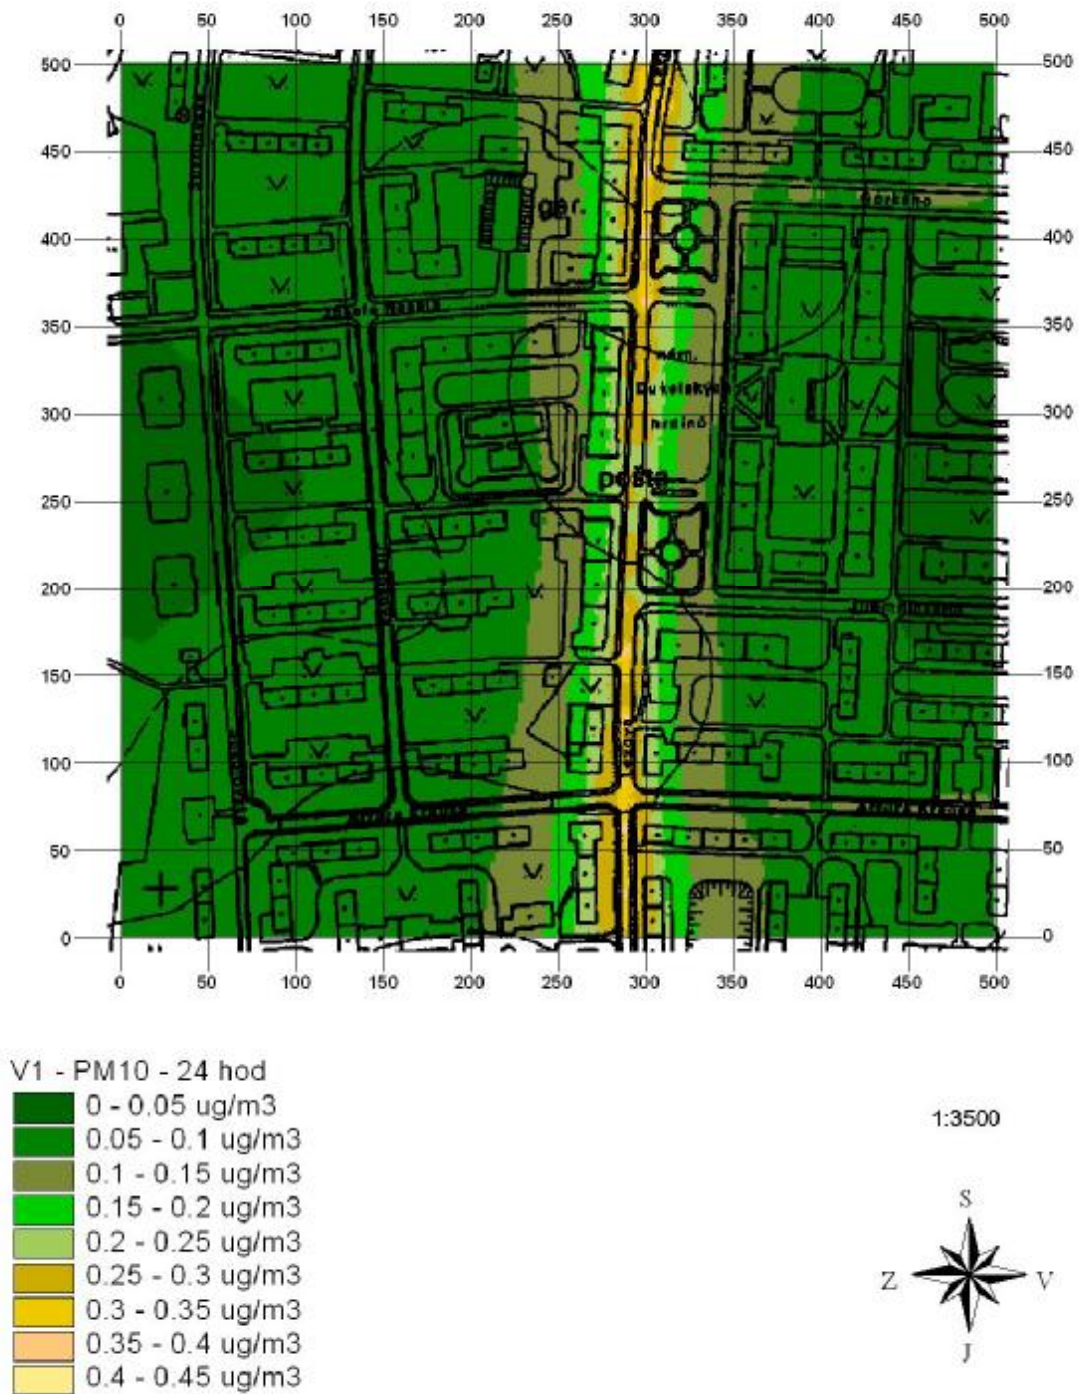 0 50 100 150 200 250 300 350 400 450 500
500 500
450 450
gar.
400 400
350 350
nám.
Dukelských
300 300
hrdinů
pošta
250 250
200 200
150 150
100 100
50 50
0 0
0 50 100 150 200 250 300 350 400 450 500
V1 - PM10 - 24 hod
0 - 0.05 ug/m3
0.05 - 0.1 ug/m3
0.1 - 0.15 ug/m3
0.15 - 0.2 ug/m3
0.2 - 0.25 ug/m3
0.25 - 0.3 ug/m3
0.3 - 0.35 ug/m3
0.35 - 0.4 ug/m3
0.4 - 0.45 ug/m3
1:3500
S
Z V
J